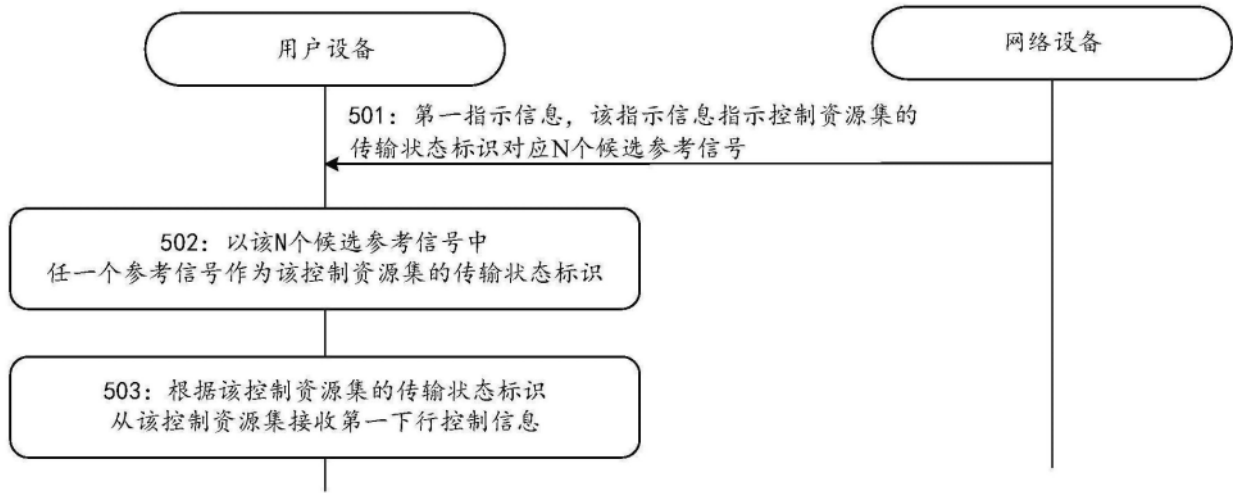 用户设备
网络设备
501：第一指示信息，该指示信息指示控制资源集的
传输状态标识对应N个候选参考信号
502：以该N个候选参考信号中
任一个参考信号作为该控制资源集的传输状态标识
503：根据该控制资源集的传输状态标识
从该控制资源集接收第一下行控制信息